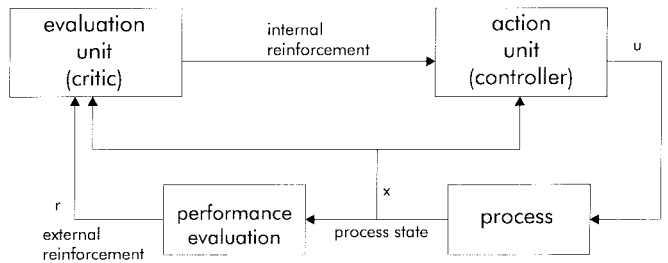 evaluation
unit
(critic)
internal
reinforcement
action
unit
(controller)
u
r
external
reinforcement
performance
evaluation
x
process state
process